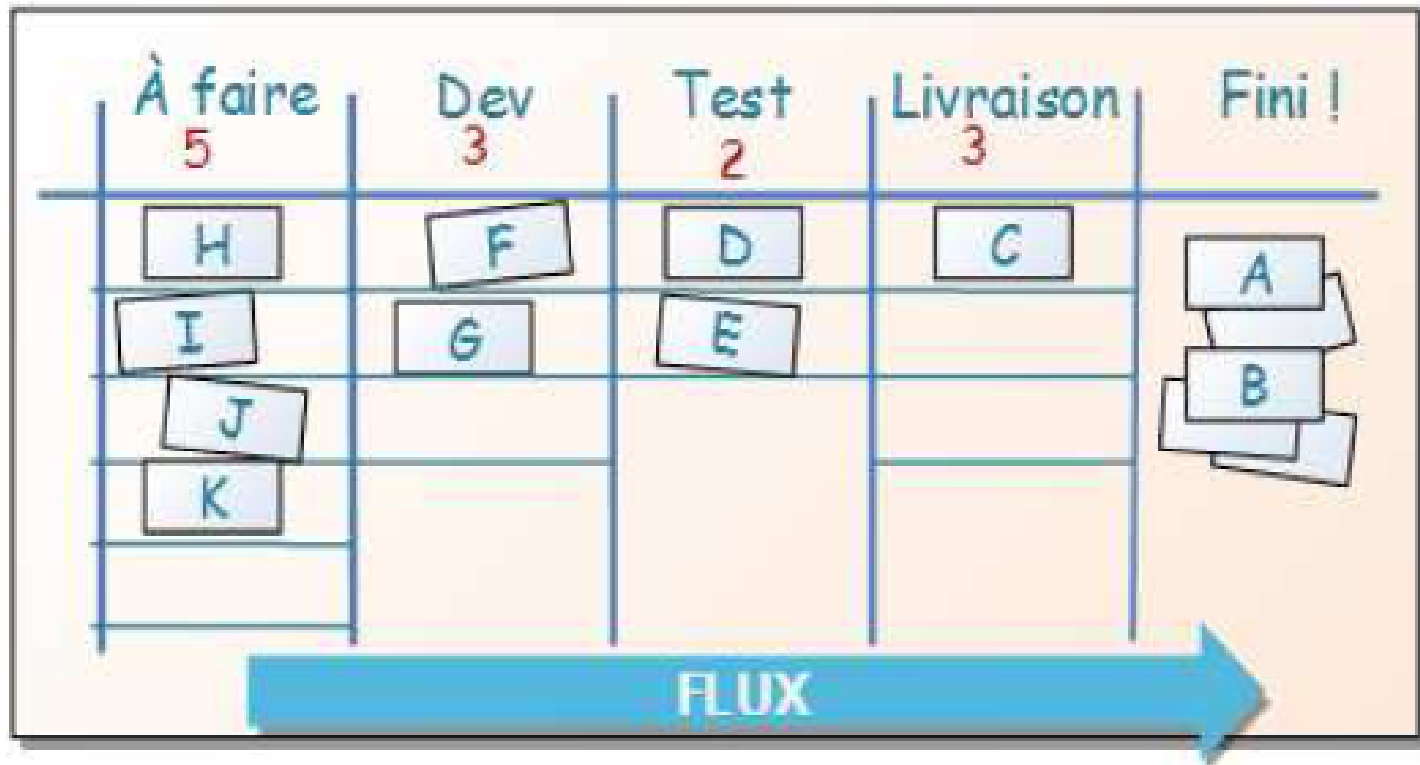 À faire Dev Test Livraison Fini !
5 3 2 3
H F D C A
I G E
J B
K
FLUX